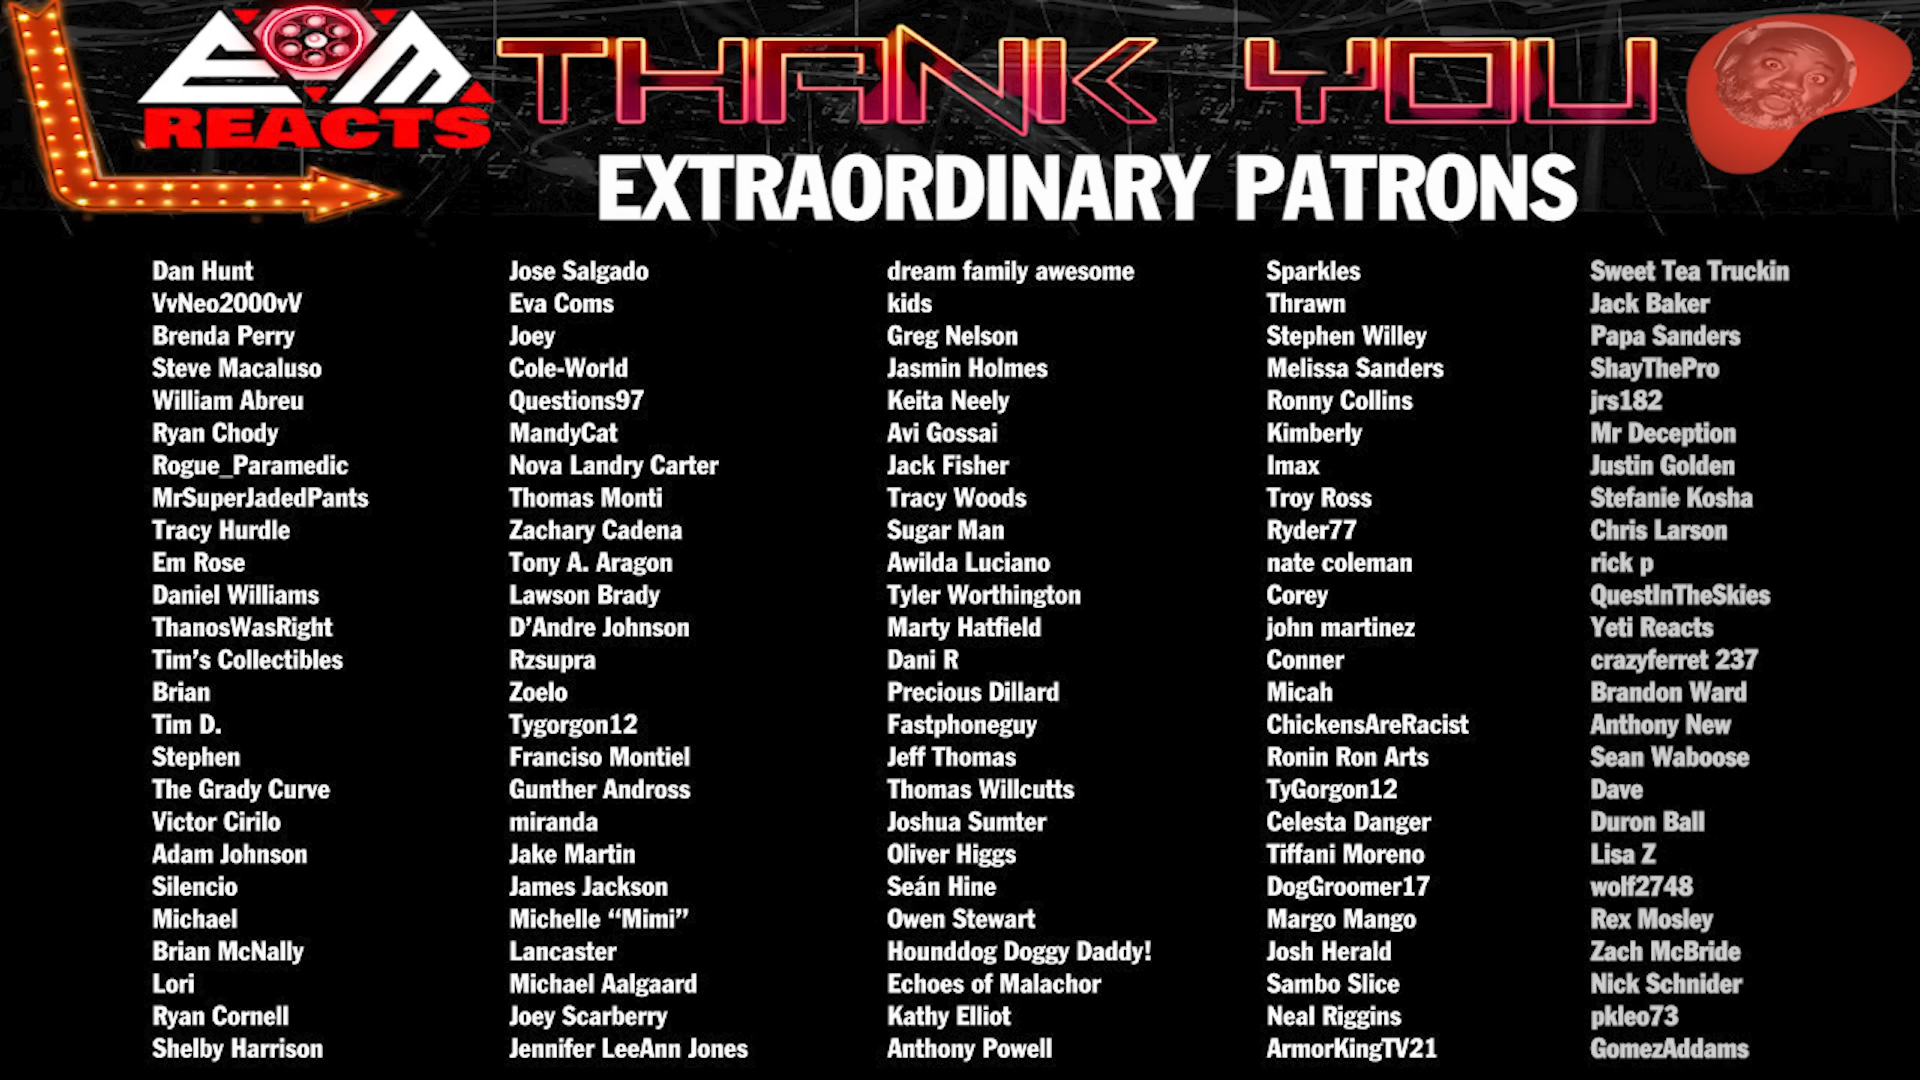 EOM
REACTS
THANK YOU
EXTRAORDINARY PATRONS
Dan Hunt
VvNeo2000vV
Brenda Perry
Steve Macaluso
William Abreu
Ryan Chody
Rogue_Paramedic
MrSuperJadedPants
Tracy Hurdle
Em Rose
Daniel Williams
ThanosWasRight
Tim’s Collectibles
Brian
Tim D.
Stephen
The Grady Curve
Victor Cirilo
Adam Johnson
Silencio
Michael
Brian McNally
Lori
Ryan Cornell
Shelby Harrison
Jose Salgado
Eva Coms
Joey
Cole-World
Questions97
MandyCat
Nova Landry Carter
Thomas Monti
Zachary Cadena
Tony A. Aragon
Lawson Brady
D’Andre Johnson
Rzsupra
Zoelo
Tygorgon12
Franciso Montiel
Gunther Andross
miranda
Jake Martin
James Jackson
Michelle “Mimi”
Lancaster
Michael Aalgaard
Joey Scarberry
Jennifer LeeAnn Jones
dream family awesome
kids
Greg Nelson
Jasmin Holmes
Keita Neely
Avi Gossai
Jack Fisher
Tracy Woods
Sugar Man
Awilda Luciano
Tyler Worthington
Marty Hatfield
Dani R
Precious Dillard
Fastphoneguy
Jeff Thomas
Thomas Willcutts
Joshua Sumter
Oliver Higgs
Seán Hine
Owen Stewart
Hounddog Doggy Daddy!
Echoes of Malachor
Kathy Elliot
Anthony Powell
Sparkles
Thrawn
Stephen Willey
Melissa Sanders
Ronny Collins
Kimberly
Imax
Troy Ross
Ryder77
nate coleman
Corey
john martinez
Conner
Micah
ChickensAreRacist
Ronin Ron Arts
TyGorgon12
Celesta Danger
Tiffani Moreno
DogGroomer17
Margo Mango
Josh Herald
Sambo Slice
Neal Riggins
ArmorKingTV21
Sweet Tea Truckin
Jack Baker
Papa Sanders
ShayThePro
jrs182
Mr Deception
Justin Golden
Stefanie Kosha
Chris Larson
rick p
QuestInTheSkies
Yeti Reacts
crazyferret 237
Brandon Ward
Anthony New
Sean Waboose
Dave
Duron Ball
Lisa Z
wolf2748
Rex Mosley
Zach McBride
Nick Schnider
pkleo73
GomezAddams